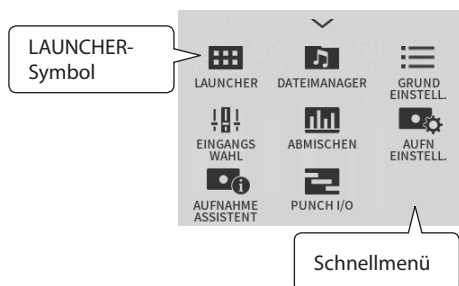 LAUNCHER-
Symbol
LAUNCHER
DATEIMANAGER
GRUND
EINSTELL.
EINGANGS
WAHL
ABMISCHEN
AUFN
EINSTELL.
AUFNAHME
ASSISTENT
PUNCH I/O
Schnellmenü